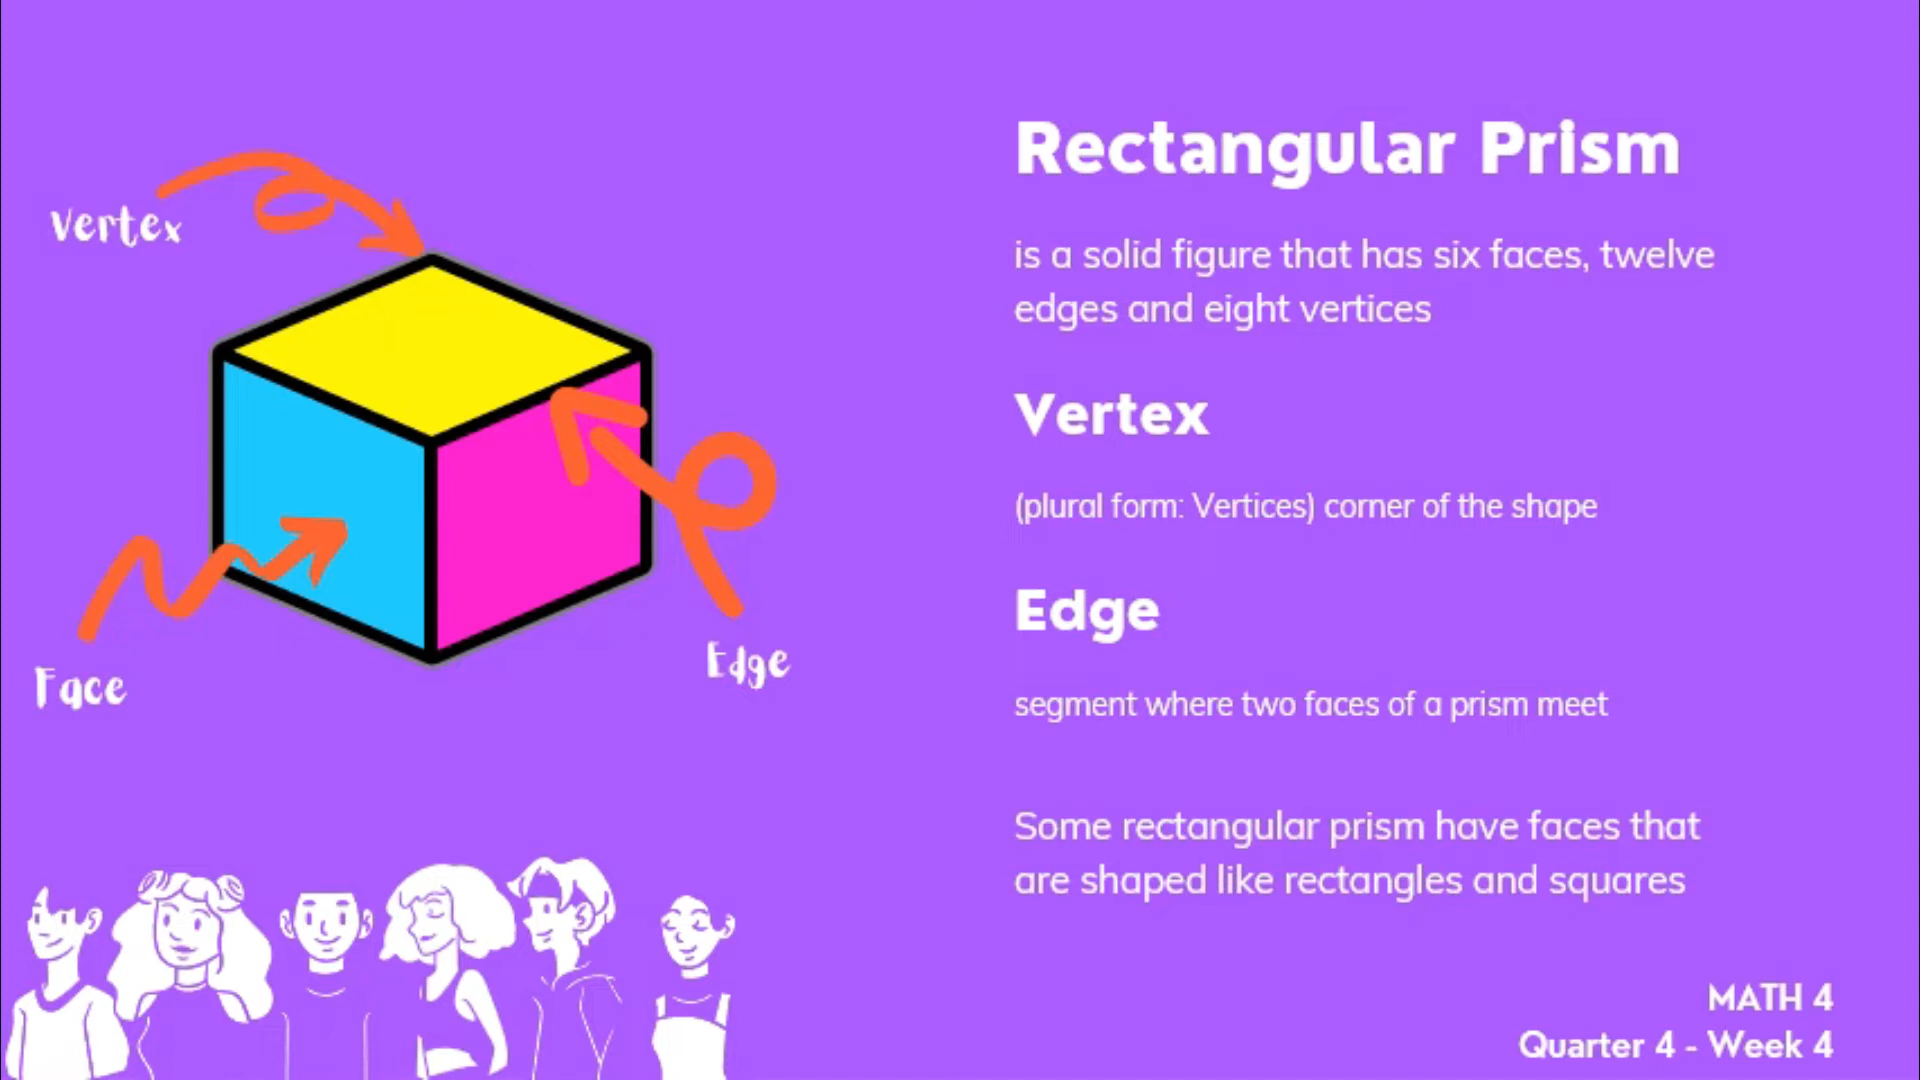 Vertex
Face
Edge
Rectangular Prism
is a solid figure that has six faces, twelve
edges and eight vertices
Vertex
(plural form: Vertices) corner of the shape
Edge
segment where two faces of a prism meet
Some rectangular prism have faces that
are shaped like rectangles and squares
MATH 4
Quarter 4 - Week 4